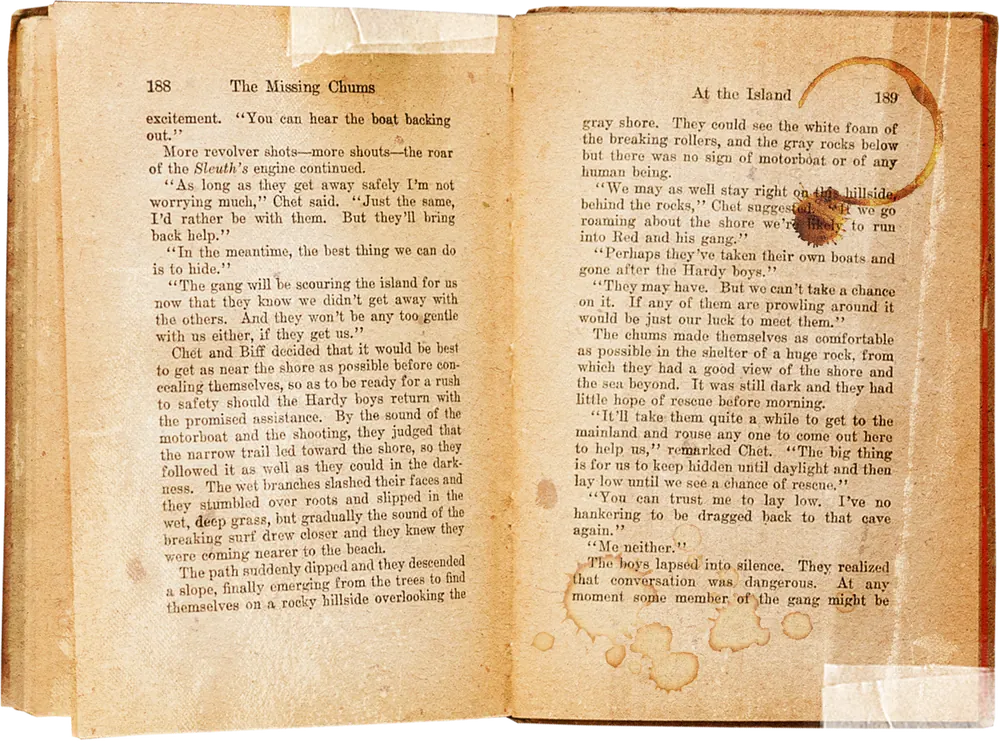 188 The Missing Chums
excitement. “You can hear the boat backing
out.”
More revolver shots—more shouts—the roar
of the Sleuth’s engine continued.
“As long as they get away safely I’m not
worrying much,” Chet said. “Just the same,
I’d rather be with them. But they’ll bring
back help.”
“In the meantime, the best thing we can do
is to hide.”
“The gang will be scouring the island for us
now that they know we didn’t get away with
the others. And they won’t be any too gentle
with us either, if they get us.”
Chet and Biff decided that it would be best
to get as near the shore as possible before con-
cealing themselves, so as to be ready for a rush
to safety should the Hardy boys return with
the promised assistance. By the sound of the
motorboat and the shooting, they judged that
the narrow trail led toward the shore, so they
followed it as well as they could in the dark-
ness. The wet branches slashed their faces and
they stumbled over roots and slipped in the
wet, deep grass, but gradually the sound of the
breaking surf drew closer and they knew they
were coming nearer to the beach.
The path suddenly dipped and they descended
a slope, finally emerging from the trees to find
themselves on a rocky hillside overlooking the
At the Island 189
gray shore. They could see the white foam of
the breaking rollers, and the gray rocks below
but there was no sign of motorboat or of any
human being.
“We may as well stay right on this hillside,
behind the rocks,” Chet suggested. “If we go
roaming about the shore we’re likely to run
into Red and his gang.”
“Perhaps they’ve taken their own boats and
gone after the Hardy boys.”
“They may have. But we can’t take a chance
on it. If any of them are prowling around it
would be just our luck to meet them.”
The chums made themselves as comfortable
as possible in the shelter of a huge rock, from
which they had a good view of the shore and
the sea beyond. It was still dark and they had
little hope of rescue before morning.
“It’ll take them quite a while to get to the
mainland and rouse any one to come out here
to help us,” remarked Chet. “The big thing
is for us to keep hidden until daylight and then
lay low until we see a chance of rescue.”
“You can trust me to lay low. I’ve no
hankering to be dragged back to that cave
again.”
“Me neither.”
The boys lapsed into silence. They realized
that conversation was dangerous. At any
moment some member of the gang might be